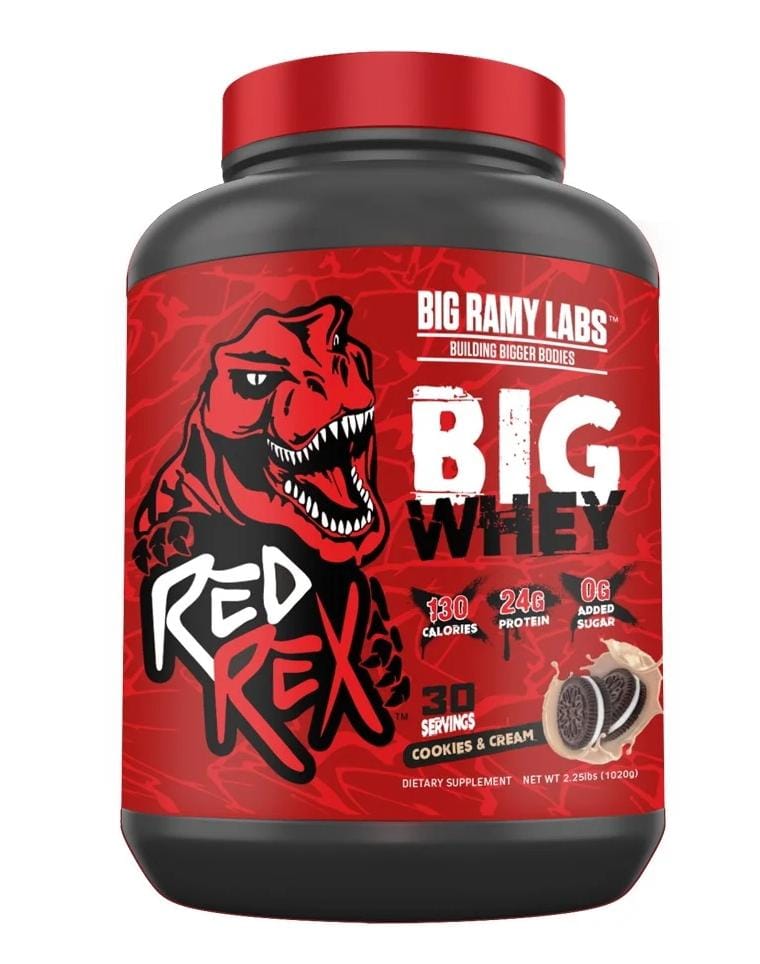 BIG RAMY LABS™
BUILDING BIGGER BODIES
BIG
WHEY
RED
REX™
130
CALORIES
24G
PROTEIN
0G
ADDED
SUGAR
30
SERVINGS
COOKIES & CREAM
DIETARY SUPPLEMENT NET WT 2.25lbs (1020g)